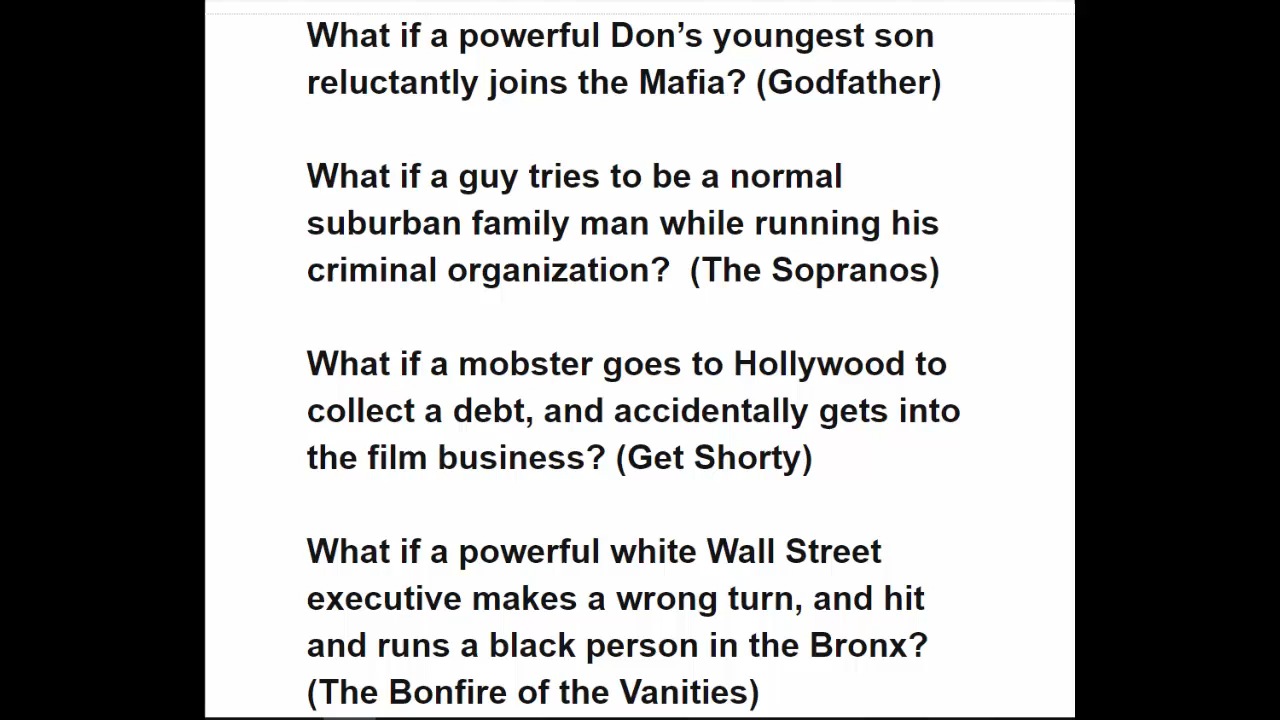 What if a powerful Don’s youngest son
reluctantly joins the Mafia? (Godfather)
What if a guy tries to be a normal
suburban family man while running his
criminal organization?  (The Sopranos)
What if a mobster goes to Hollywood to
collect a debt, and accidentally gets into
the film business? (Get Shorty)
What if a powerful white Wall Street
executive makes a wrong turn, and hit
and runs a black person in the Bronx?
(The Bonfire of the Vanities)